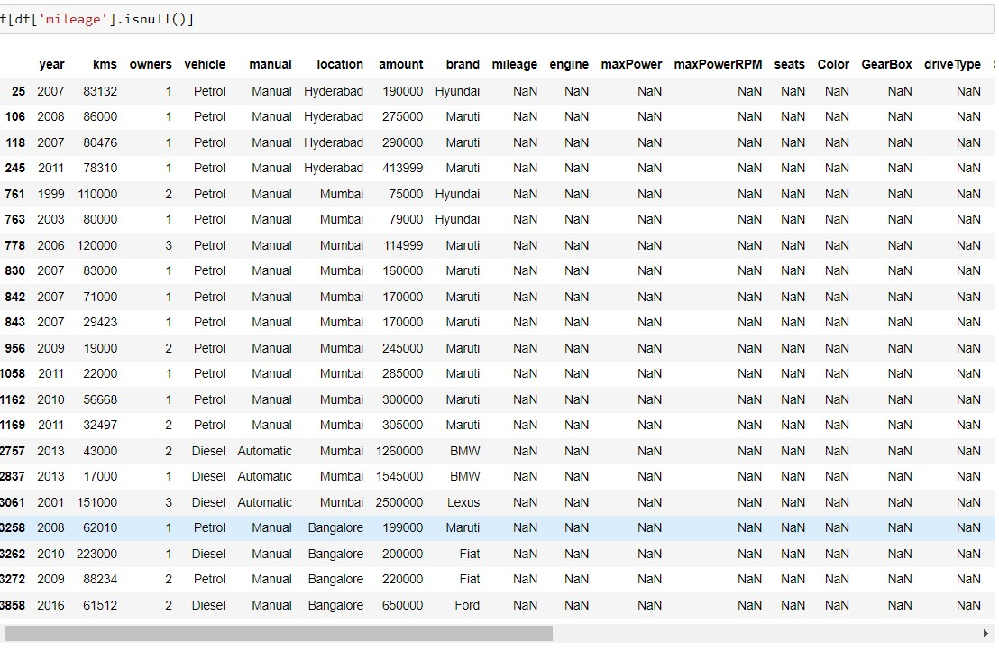 f[df['mileage'].isnull()]
year kms owners vehicle manual location amount brand mileage engine maxPower maxPowerRPM seats Color GearBox driveType
25 2007 83132 1 Petrol Manual Hyderabad 190000 Hyundai NaN NaN NaN NaN NaN NaN NaN NaN
106 2008 86000 1 Petrol Manual Hyderabad 275000 Maruti NaN NaN NaN NaN NaN NaN NaN NaN
118 2007 80476 1 Petrol Manual Hyderabad 290000 Maruti NaN NaN NaN NaN NaN NaN NaN NaN
245 2011 78310 1 Petrol Manual Hyderabad 413999 Maruti NaN NaN NaN NaN NaN NaN NaN NaN
761 1999 110000 2 Petrol Manual Mumbai 75000 Hyundai NaN NaN NaN NaN NaN NaN NaN NaN
763 2003 80000 1 Petrol Manual Mumbai 79000 Hyundai NaN NaN NaN NaN NaN NaN NaN NaN
778 2006 120000 3 Petrol Manual Mumbai 114999 Maruti NaN NaN NaN NaN NaN NaN NaN NaN
830 2007 83000 1 Petrol Manual Mumbai 160000 Maruti NaN NaN NaN NaN NaN NaN NaN NaN
842 2007 71000 1 Petrol Manual Mumbai 170000 Maruti NaN NaN NaN NaN NaN NaN NaN NaN
843 2007 29423 1 Petrol Manual Mumbai 170000 Maruti NaN NaN NaN NaN NaN NaN NaN NaN
956 2009 19000 2 Petrol Manual Mumbai 245000 Maruti NaN NaN NaN NaN NaN NaN NaN NaN
1058 2011 22000 1 Petrol Manual Mumbai 285000 Maruti NaN NaN NaN NaN NaN NaN NaN NaN
1162 2010 56668 1 Petrol Manual Mumbai 300000 Maruti NaN NaN NaN NaN NaN NaN NaN NaN
1169 2011 32497 2 Petrol Manual Mumbai 305000 Maruti NaN NaN NaN NaN NaN NaN NaN NaN
2757 2013 43000 2 Diesel Automatic Mumbai 1260000 BMW NaN NaN NaN NaN NaN NaN NaN NaN
2837 2013 17000 1 Diesel Automatic Mumbai 1545000 BMW NaN NaN NaN NaN NaN NaN NaN NaN
3061 2001 151000 3 Diesel Automatic Mumbai 2500000 Lexus NaN NaN NaN NaN NaN NaN NaN NaN
3258 2008 62010 1 Petrol Manual Bangalore 199000 Maruti NaN NaN NaN NaN NaN NaN NaN NaN
3262 2010 223000 1 Diesel Manual Bangalore 200000 Fiat NaN NaN NaN NaN NaN NaN NaN NaN
3272 2009 88234 2 Petrol Manual Bangalore 220000 Fiat NaN NaN NaN NaN NaN NaN NaN NaN
3858 2016 61512 2 Diesel Manual Bangalore 650000 Ford NaN NaN NaN NaN NaN NaN NaN NaN